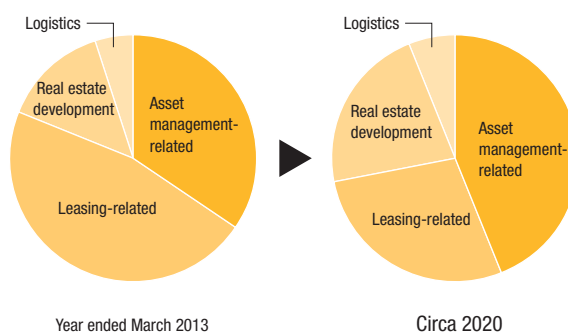 Logistics
Real estate
development
Asset
management-
related
Leasing-related
Year ended March 2013
Logistics
Real estate
development
Asset
management-
related
Leasing-related
Circa 2020